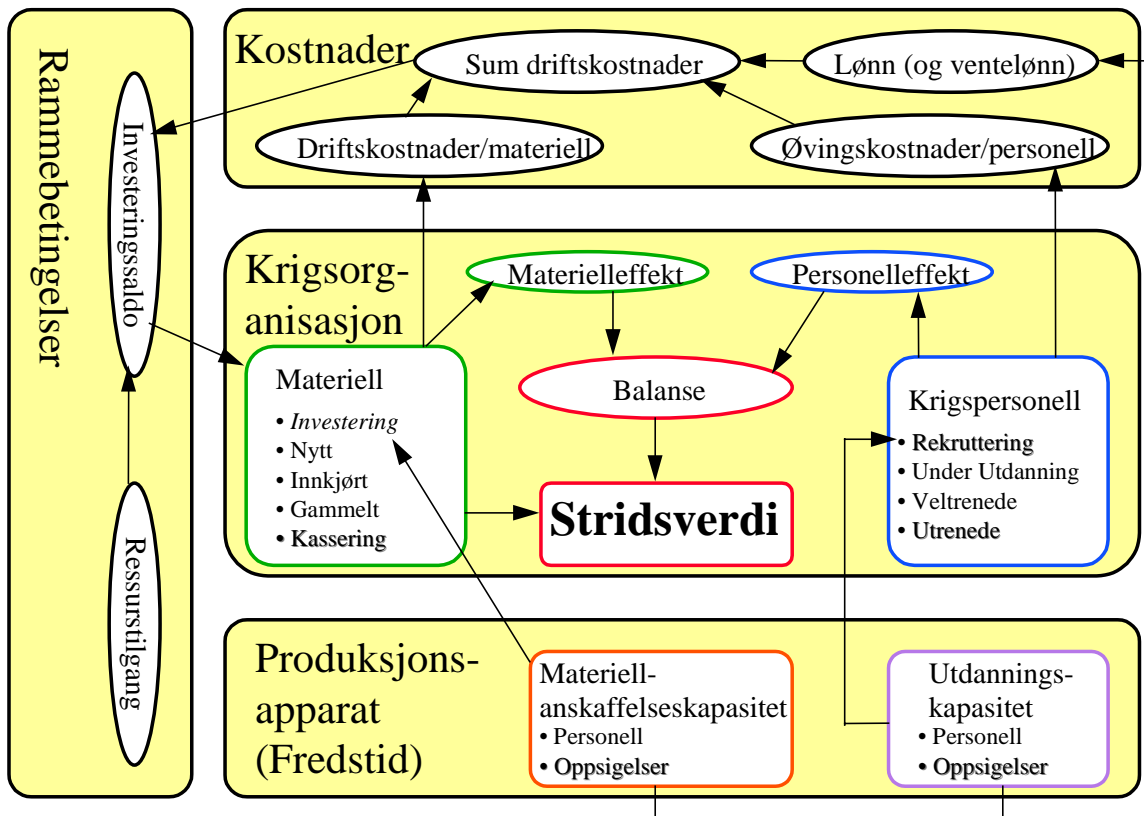 Rammebetingelser
Investeringssaldo
Ressurstilgang
Kostnader
Sum driftskostnader
Lønn (og ventelønn)
Driftskostnader/materiell
Øvingskostnader/personell
Krigsorg-
anisasjon
Materielleffekt
Personelleffekt
Balanse
Materiell
• Investering
• Nytt
• Innkjørt
• Gammelt
• Kassering
Stridsverdi
Krigspersonell
• Rekruttering
• Under Utdanning
• Veltrenede
• Utrenede
Produksjons-
apparat
(Fredstid)
Materiell-
anskaffelseskapasitet
• Personell
• Oppsigelser
Utdannings-
kapasitet
• Personell
• Oppsigelser